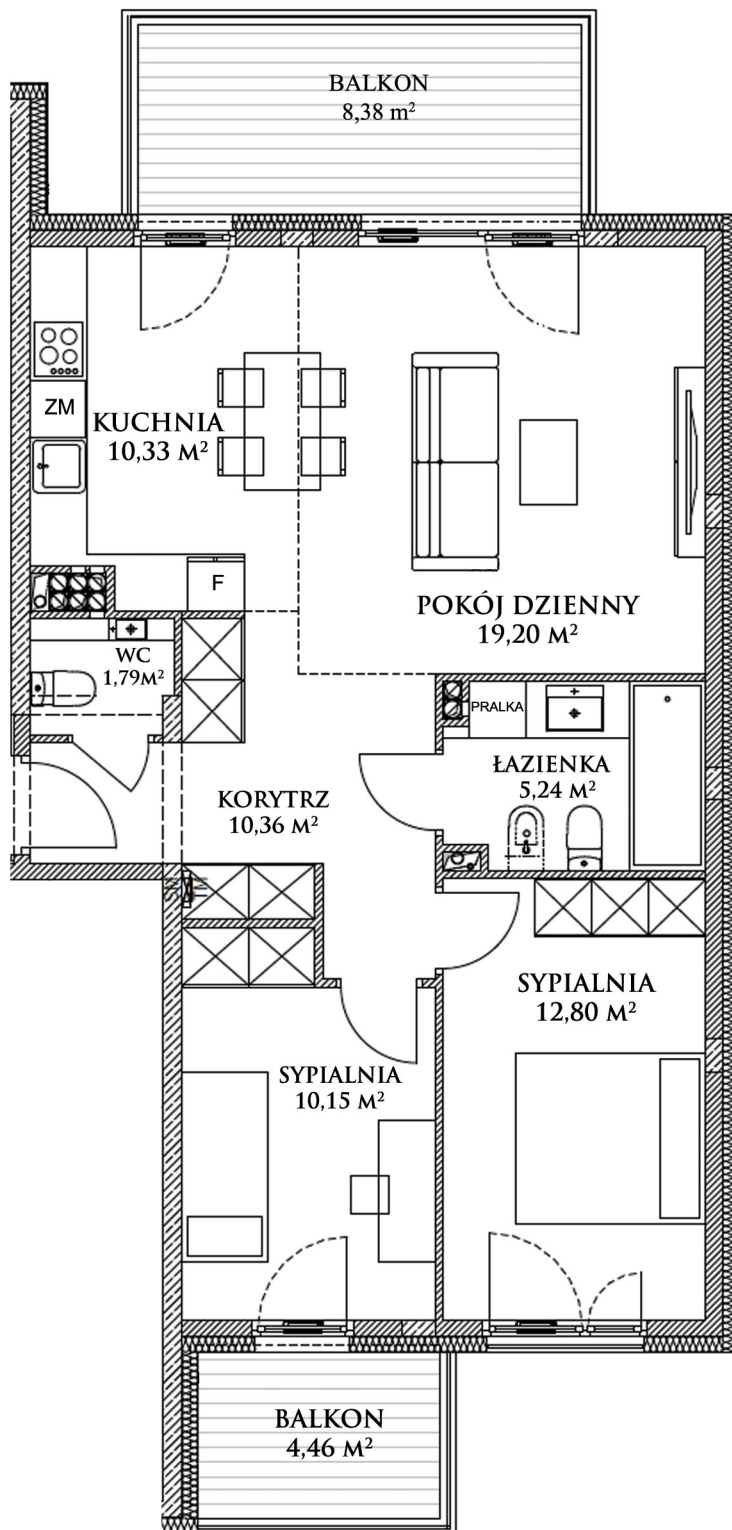 BALKON
8,38 m²
ZM
KUCHNIA
10,33 M²
F
POKÓJ DZIENNY
19,20 M²
WC
1,79M²
PRALKA
ŁAZIENKA
5,24 M²
KORYTRZ
10,36 M²
SYPIALNIA
12,80 M²
SYPIALNIA
10,15 M²
BALKON
4,46 M²